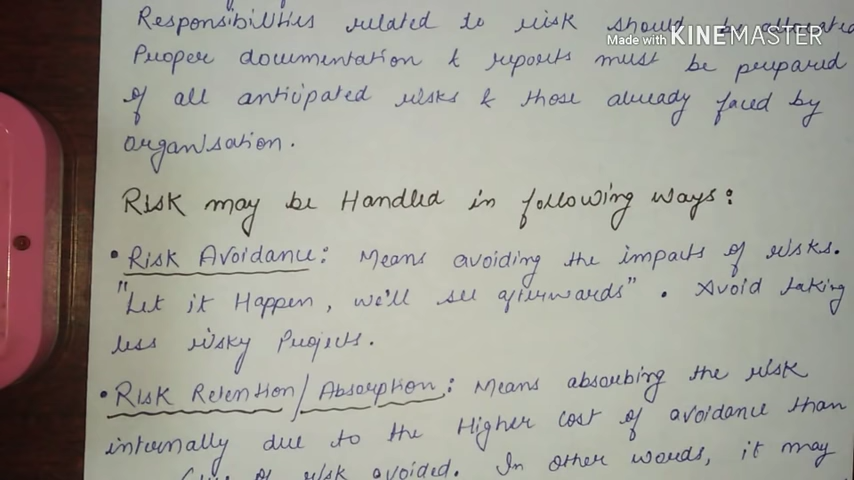 Responsibilities related to risk should be allocated
Made with KINEMASTER
Proper documentation & reports must be prepared
of all anticipated risks & those already faced by
organisation.
Risk may be Handled in following ways:
• Risk Avoidance: Means avoiding the impacts of risks.
"Let it Happen, we'll see afterwards". Avoid taking
less risky Projects.
• Risk Retention/Absorption: Means absorbing the risk
internally due to the Higher cost of avoidance than
of risk avoided. In other words, it may